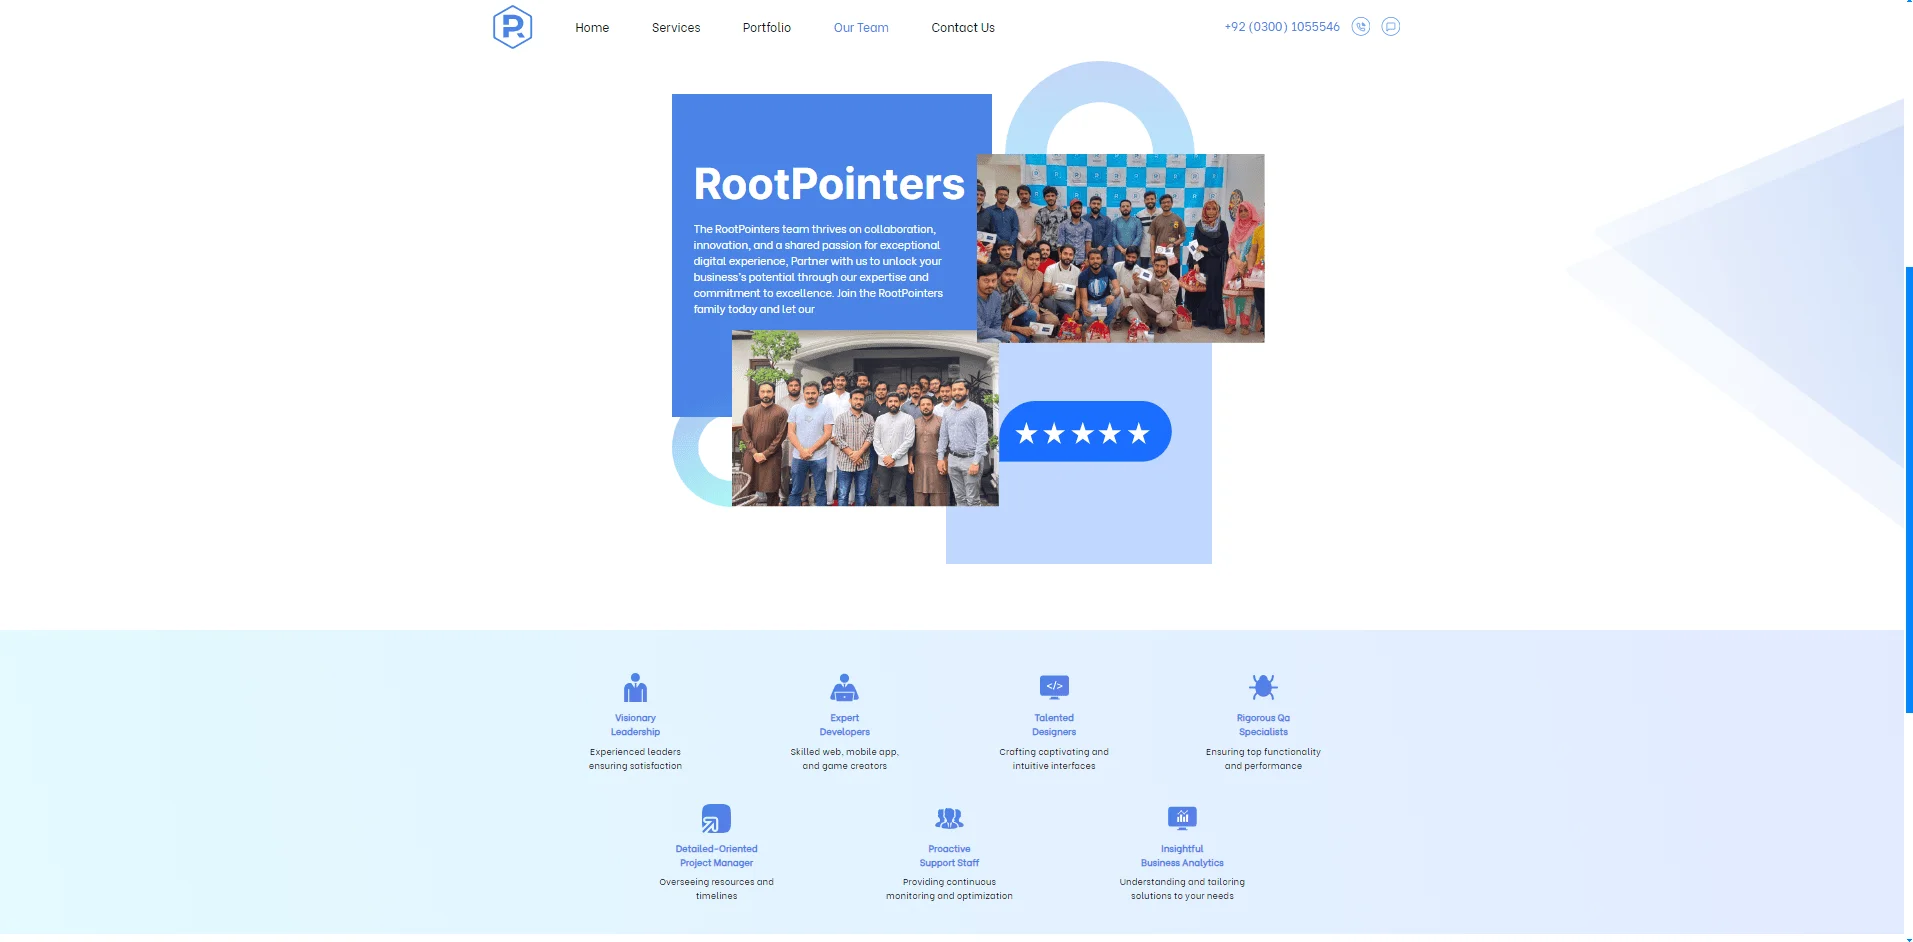 Home
Services
Portfolio
Our Team
Contact Us
+92 (0300) 1055546
RootPointers
The RootPointers team thrives on collaboration,
innovation, and a shared passion for exceptional
digital experience, Partner with us to unlock your
business's potential through our expertise and
commitment to excellence. Join the RootPointers
family today and let our
Visionary
Leadership
Experienced leaders
ensuring satisfaction
Expert
Developers
Skilled web, mobile app,
and game creators
</>
Talented
Designers
Crafting captivating and
intuitive interfaces
Rigorous Qa
Specialists
Ensuring top functionality
and performance
Detailed-Oriented
Project Manager
Overseeing resources and
timelines
Proactive
Support Staff
Providing continuous
monitoring and optimization
Insightful
Business Analytics
Understanding and tailoring
solutions to your needs